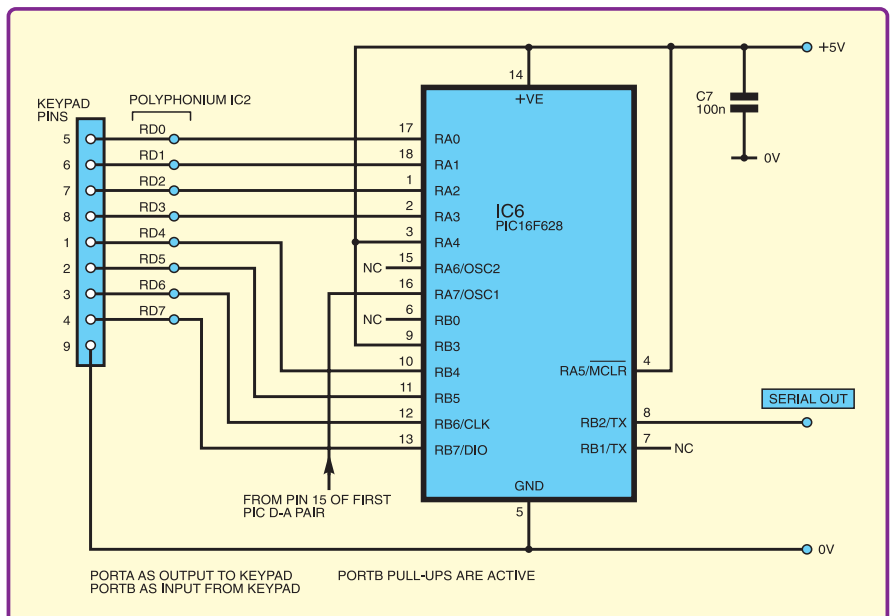 +5V
14
+VE
C7
100n
0V
KEYPAD
PINS
POLYPHONIUM IC2
5
RD0
17
RA0
6
RD1
18
RA1
7
RD2
1
RA2
8
RD3
2
RA3
IC6
PIC16F628
1
RD4
3
RA4
2
RD5
NC
15
RA6/OSC2
3
RD6
16
RA7/OSC1
4
RD7
NC
6
RB0
9
9
RB3
10
RB4
RA5/MCLR
4
11
RB5
SERIAL OUT
12
RB6/CLK
RB2/TX
8
13
RB7/DIO
RB1/TX
7
NC
FROM PIN 15 OF FIRST
PIC D-A PAIR
GND
5
0V
PORTA AS OUTPUT TO KEYPAD
PORTB AS INPUT FROM KEYPAD
PORTB PULL-UPS ARE ACTIVE